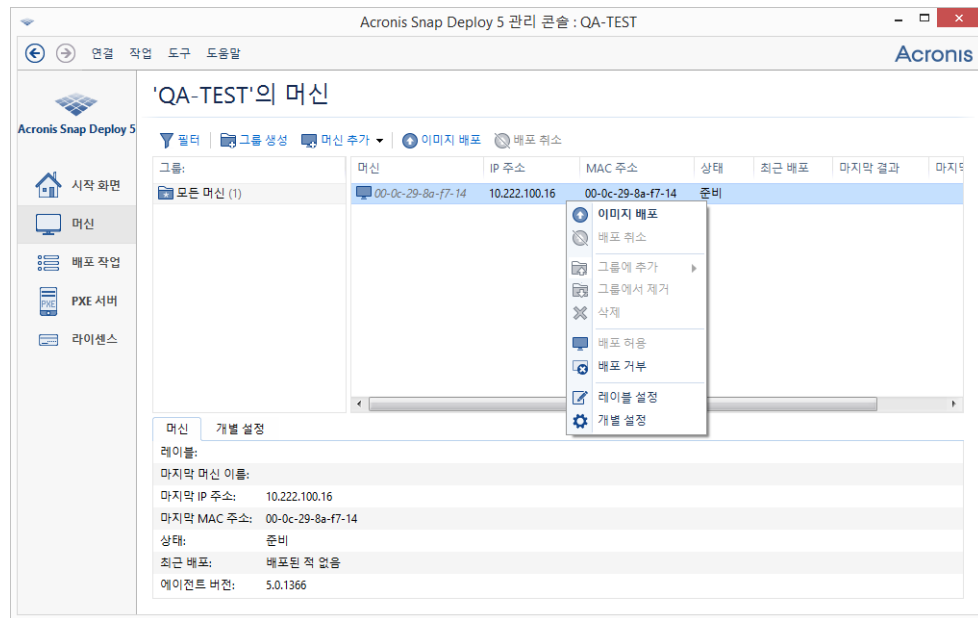 Acronis Snap Deploy 5 관리 콘솔 : QA-TEST
연결 작업 도구 도움말
Acronis
Acronis Snap Deploy 5
시작 화면
머신
배포 작업
PXE
PXE 서버
라이센스
'QA-TEST'의 머신
필터 그룹 생성 머신 추가 이미지 배포 배포 취소
그룹:
모든 머신 (1)
머신 IP 주소 MAC 주소 상태 최근 배포 마지막 결과
00-0c-29-8a-f7-14 10.222.100.16 00-0c-29-8a-f7-14 준비
이미지 배포
배포 취소
그룹에 추가
그룹에서 제거
삭제
배포 허용
배포 거부
레이블 설정
개별 설정
머신 개별 설정
레이블:
마지막 머신 이름:
마지막 IP 주소: 10.222.100.16
마지막 MAC 주소: 00-0c-29-8a-f7-14
상태: 준비
최근 배포: 배포된 적 없음
에이전트 버전: 5.0.1366